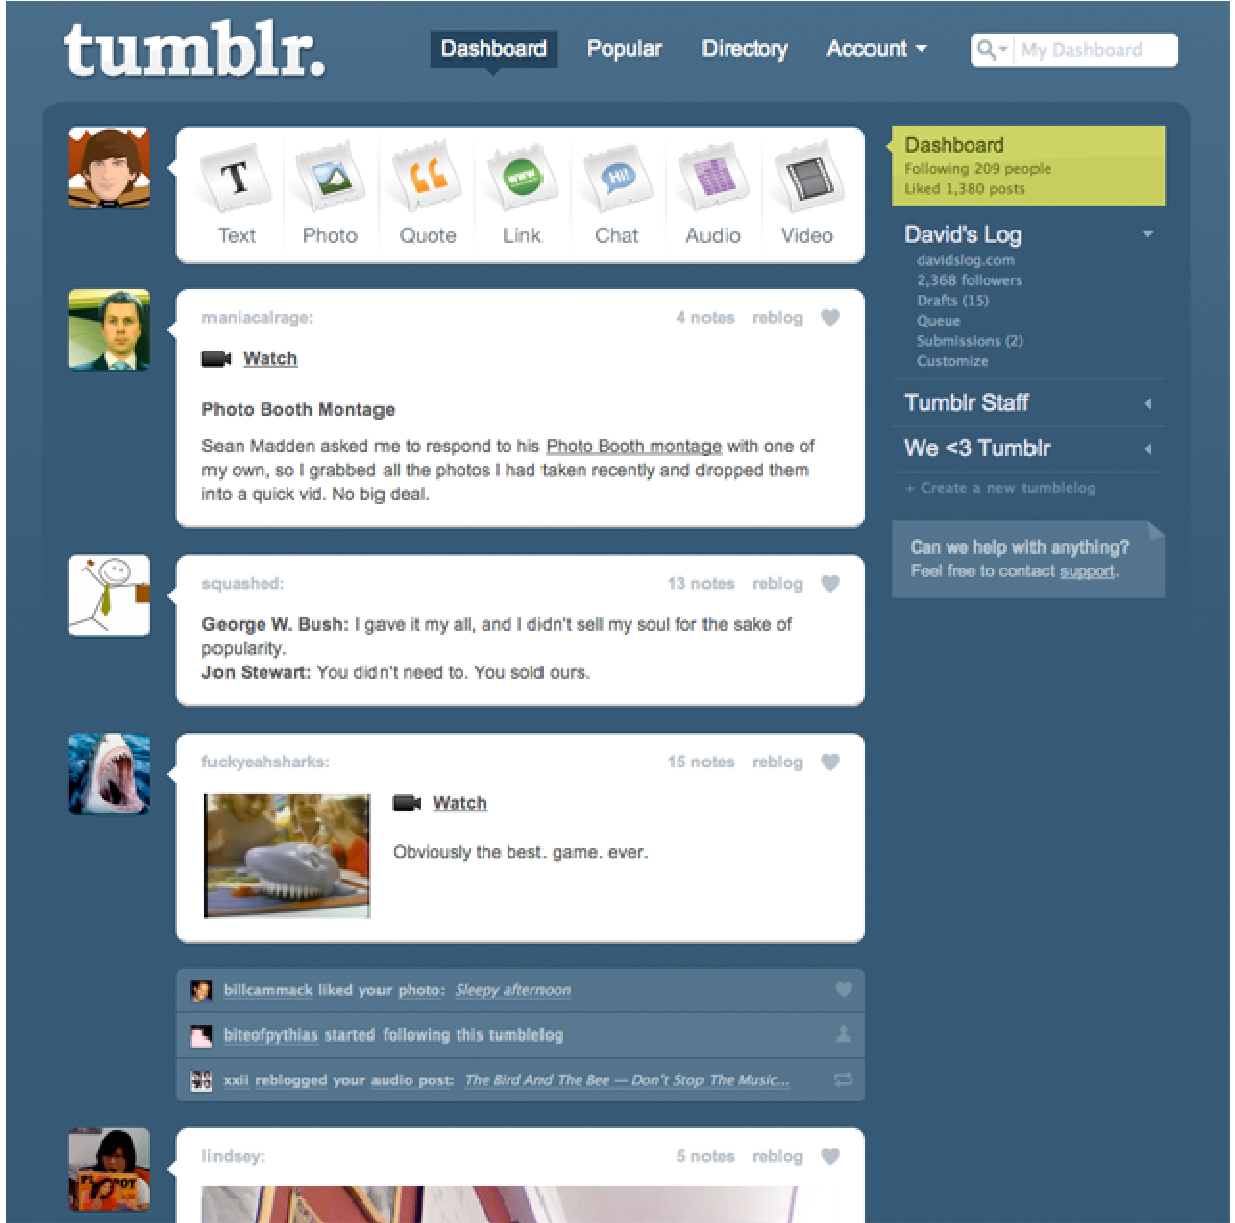 tumblr.
Dashboard Popular Directory Account My Dashboard
Text Photo Quote Link Chat Audio Video
maniacalrage: 4 notes reblog
Watch
Photo Booth Montage
Sean Madden asked me to respond to his Photo Booth montage with one of
my own, so I grabbed all the photos I had taken recently and dropped them
into a quick vid. No big deal.
squashed: 13 notes reblog
George W. Bush: I gave it my all, and I didn't sell my soul for the sake of
popularity.
Jon Stewart: You didn't need to. You sold ours.
fuckyeahsharks: 15 notes reblog
Watch
Obviously the best. game. ever.
billcammack liked your photo: Sleepy afternoon
biteofpythias started following this tumblelog
xxii reblogged your audio post: The Bird And The Bee — Don't Stop The Music...
lindsey: 5 notes reblog
Dashboard
Following 209 people
Liked 1,380 posts
David's Log
davidslog.com
2,368 followers
Drafts (15)
Queue
Submissions (2)
Customize
Tumblr Staff
We <3 Tumblr
+ Create a new tumblelog
Can we help with anything?
Feel free to contact support.
WWW
Hi!